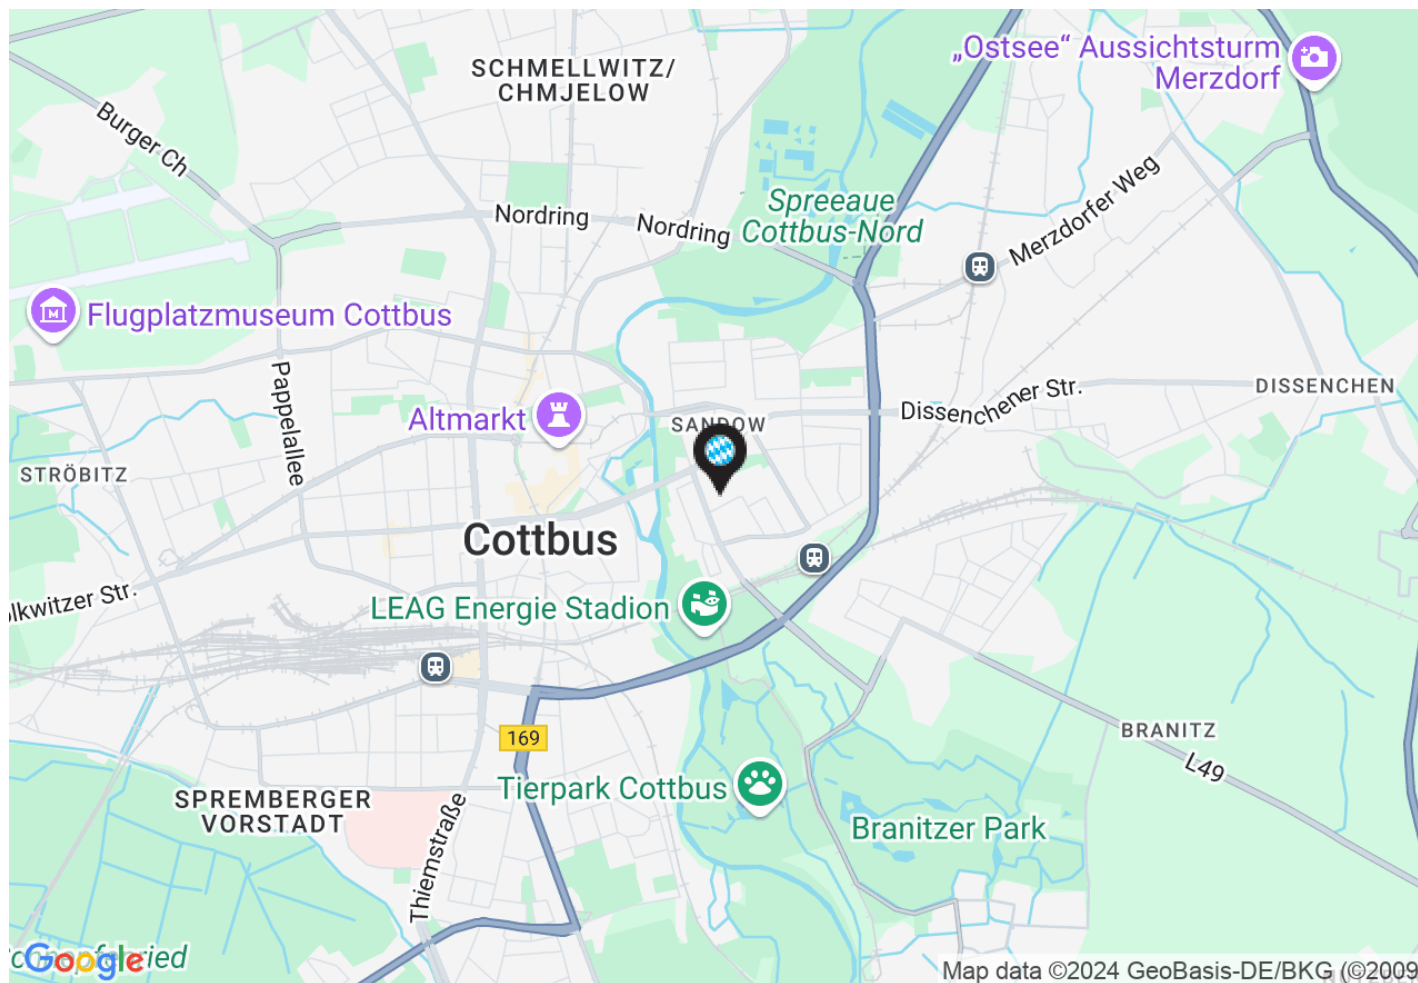 „Ostsee“ Aussichtsturm
Merzdorf
SCHMELLWITZ/
CHMJELOW
Burger Ch
Merzdorfer Weg
Spreeaue
Cottbus-Nord
Nordring
Nordring
Flugplatzmuseum Cottbus
Pappelallee
Dissenchener Str.
DISSENCHEN
Altmarkt
SANDOW
STRÖBITZ
Cottbus
olkwitzer Str.
LEAG Energie Stadion
169
BRANITZ
L49
Tierpark Cottbus
SPREMBERGER
VORSTADT
Thiemstraße
Branitzer Park
Google
Map data ©2024 GeoBasis-DE/BKG (©2009